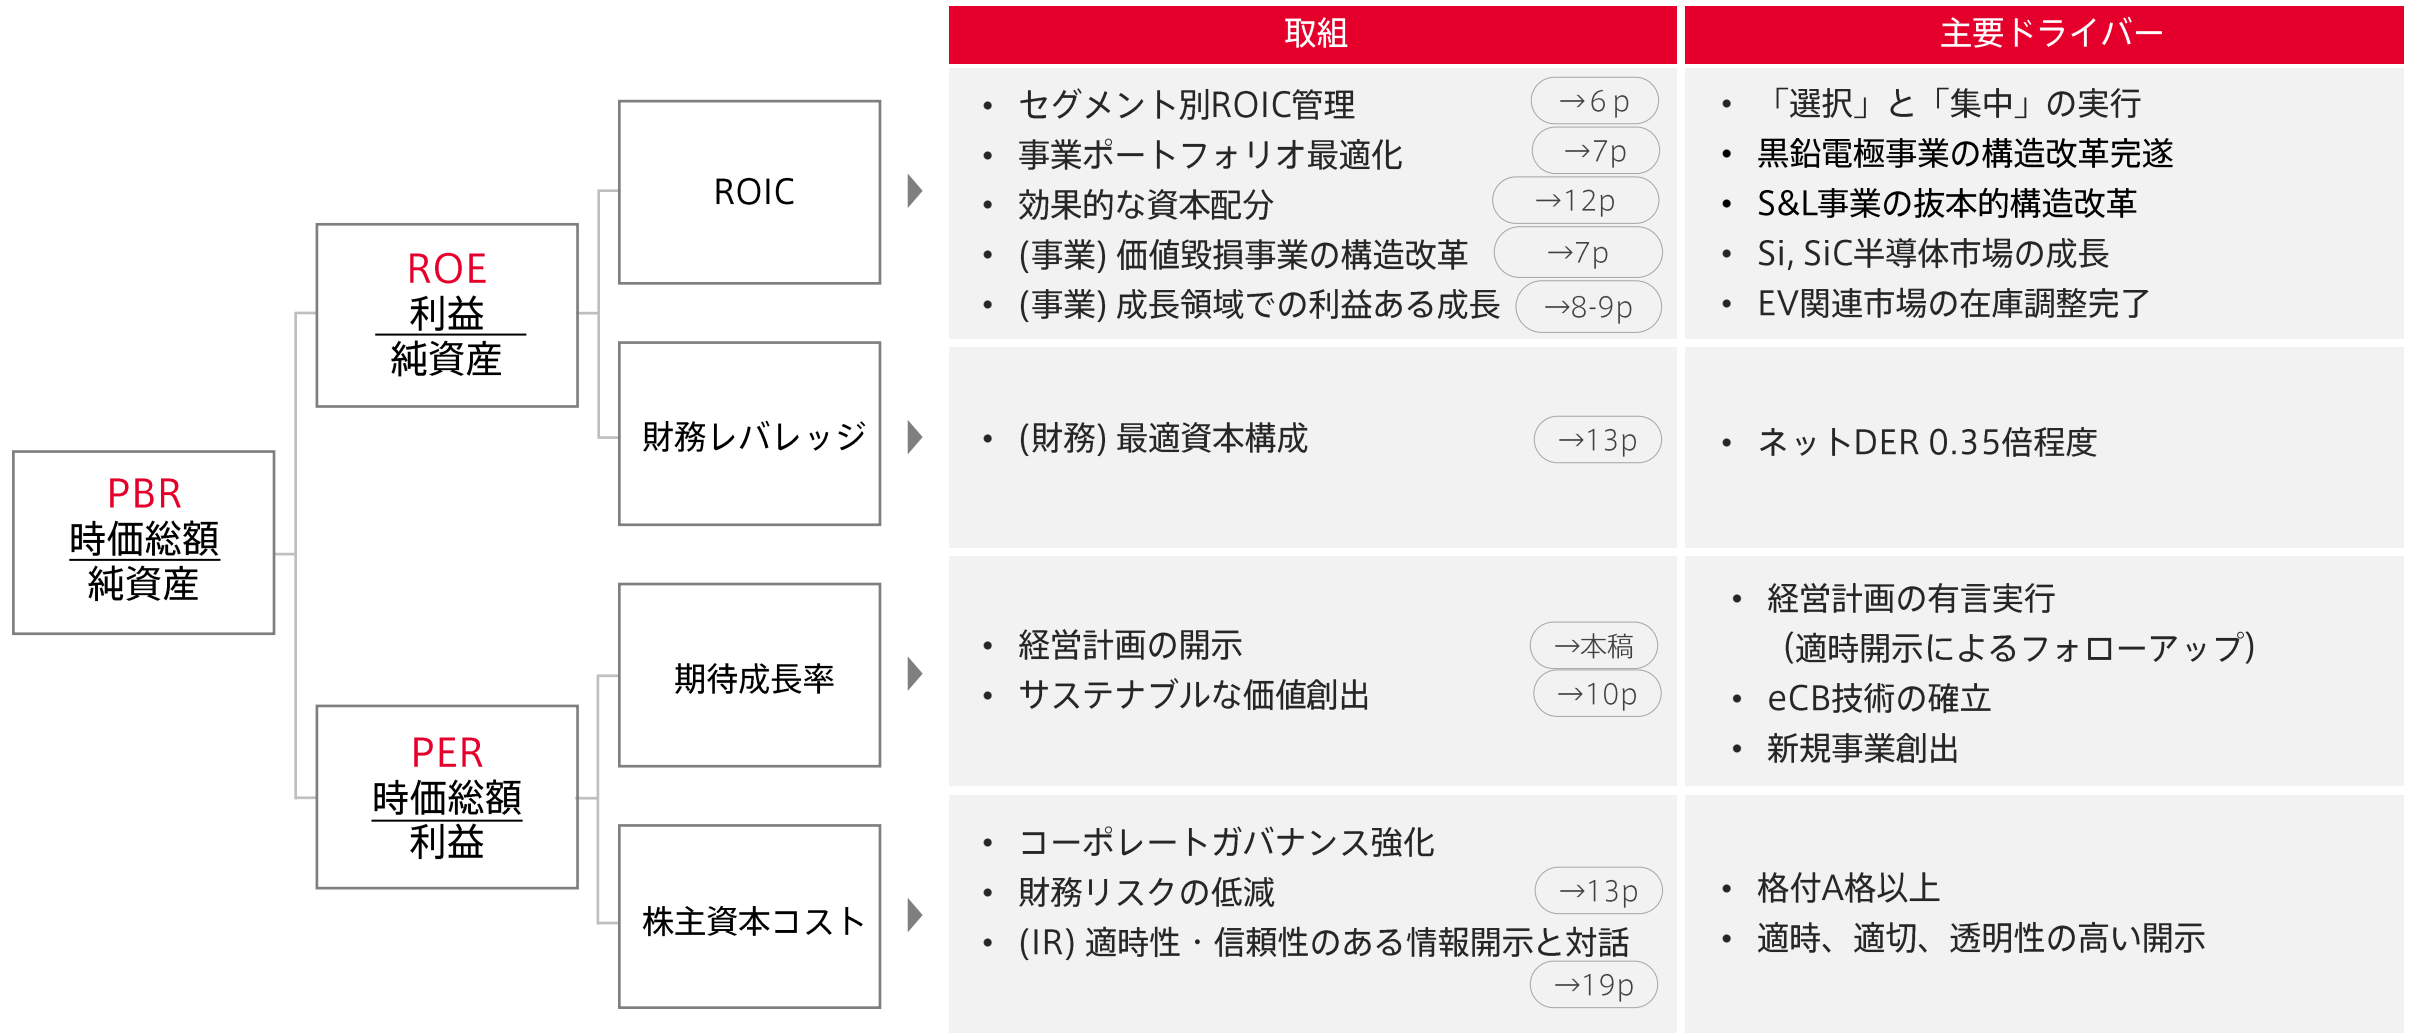 取組
主要ドライバー
PBR
時価総額
純資産
ROE
利益
純資産
PER
時価総額
利益
ROIC
• セグメント別ROIC管理 →6 p
• 事業ポートフォリオ最適化 →7p
• 効果的な資本配分 →12p
• (事業) 価値毀損事業の構造改革 →7p
• (事業) 成長領域での利益ある成長 →8-9p
• 「選択」と「集中」の実行
• 黒鉛電極事業の構造改革完遂
• S&L事業の抜本的構造改革
• Si, SiC半導体市場の成長
• EV関連市場の在庫調整完了
財務レバレッジ
• (財務) 最適資本構成 →13p
• ネットDER 0.35倍程度
期待成長率
• 経営計画の開示 →本稿
• サステナブルな価値創出 →10p
• 経営計画の有言実行
(適時開示によるフォローアップ)
• eCB技術の確立
• 新規事業創出
株主資本コスト
• コーポレートガバナンス強化
• 財務リスクの低減 →13p
• (IR) 適時性・信頼性のある情報開示と対話
→19p
• 格付A格以上
• 適時、適切、透明性の高い開示